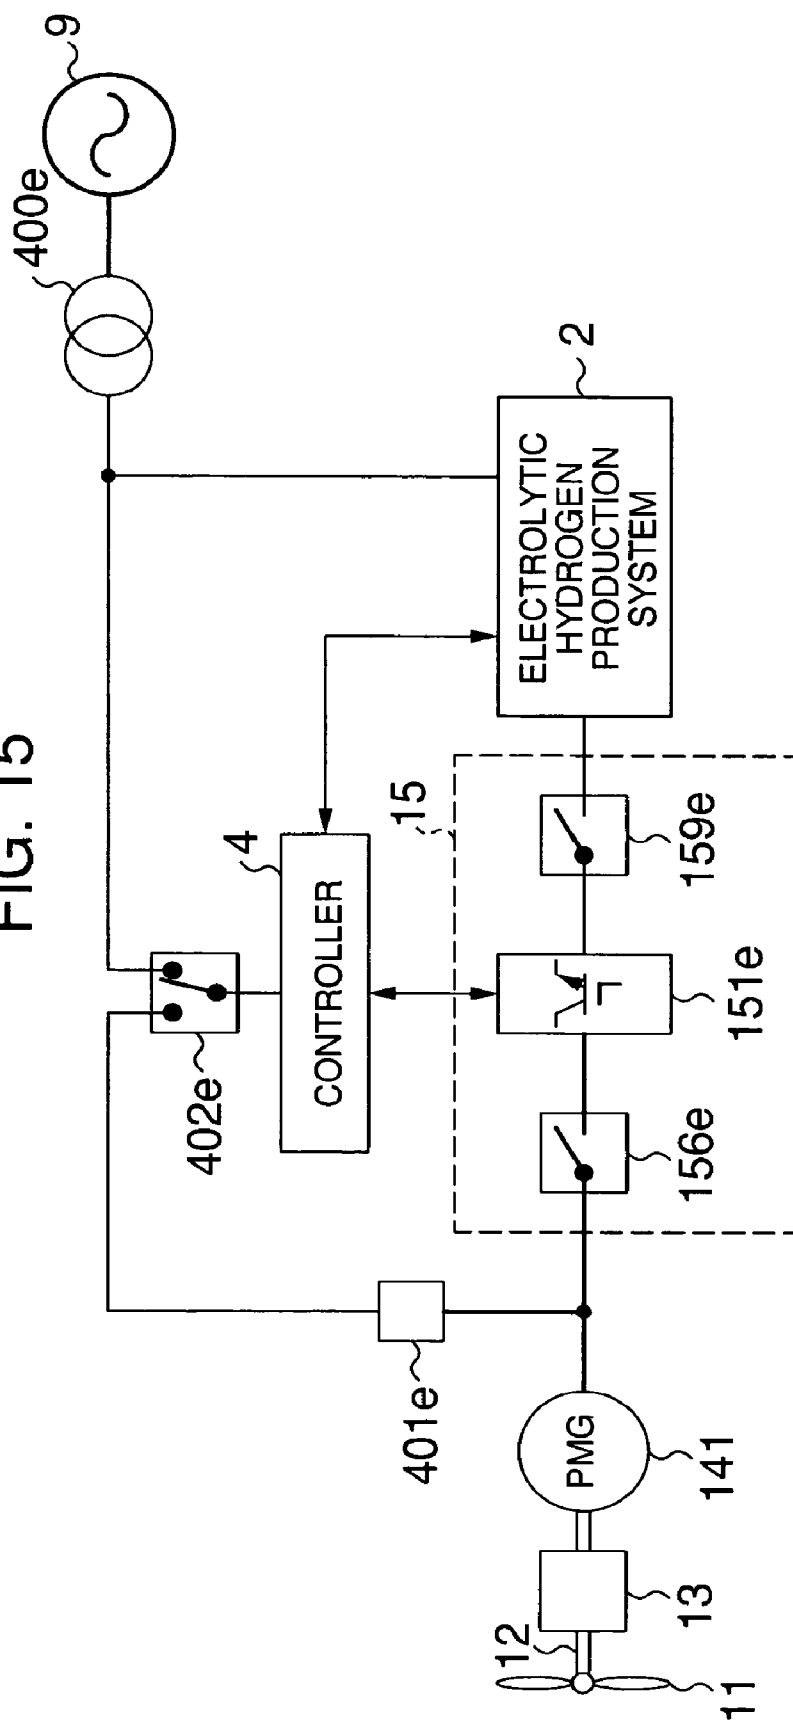 FIG. 15
9
400e
2
ELECTROLYTIC
HYDROGEN
PRODUCTION
SYSTEM
4
CONTROLLER
402e
15
159e
151e
156e
401e
PMG
141
13
12
11